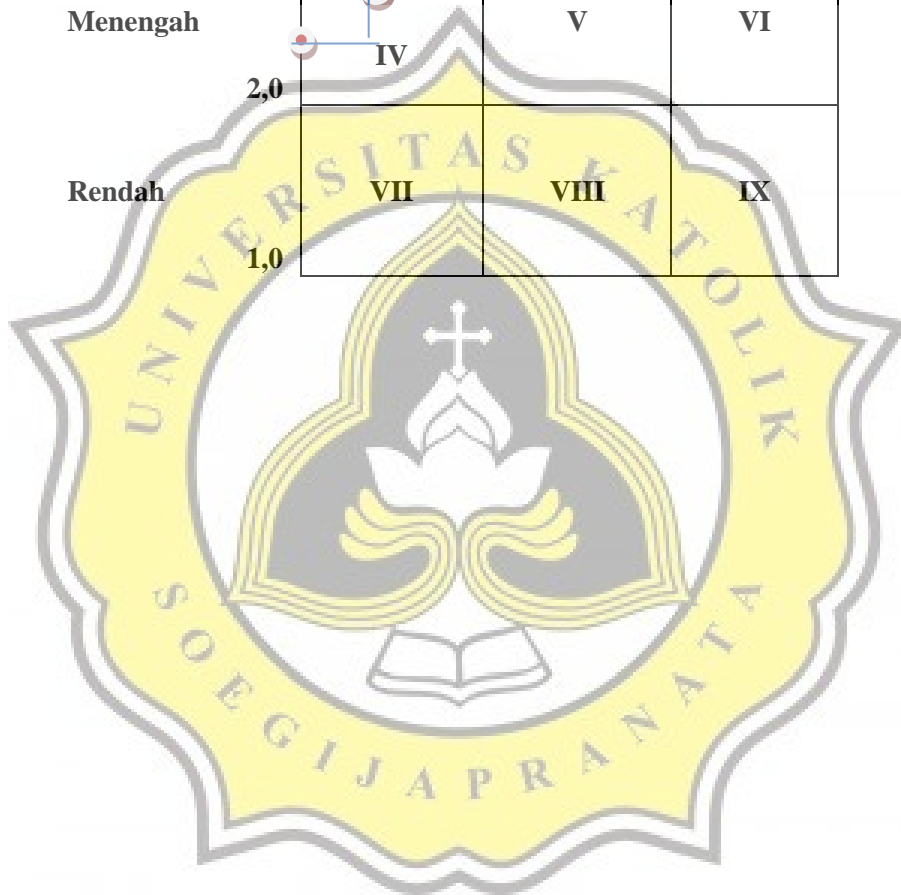 Menengah V VI
IV
2,0
Rendah VII VIII IX
1,0
UNIVERSITAS KATOLIK
SOEGIJAPRANATA